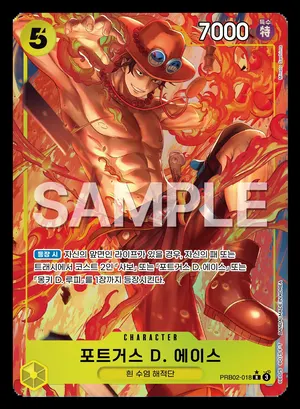 5
7000
특수
特
SAMPLE
등장 시 자신의 앞면인 라이프가 있을 경우, 자신의 패 또는
트래시에서 코스트 2인 "사보, 또는 "포트거스 D. 에이스, 또는
"몽키 D. 루피"를 1장까지 등장시킨다.
CHARACTER
포트거스 D. 에이스
흰 수염 해적단
PRB02-018
3